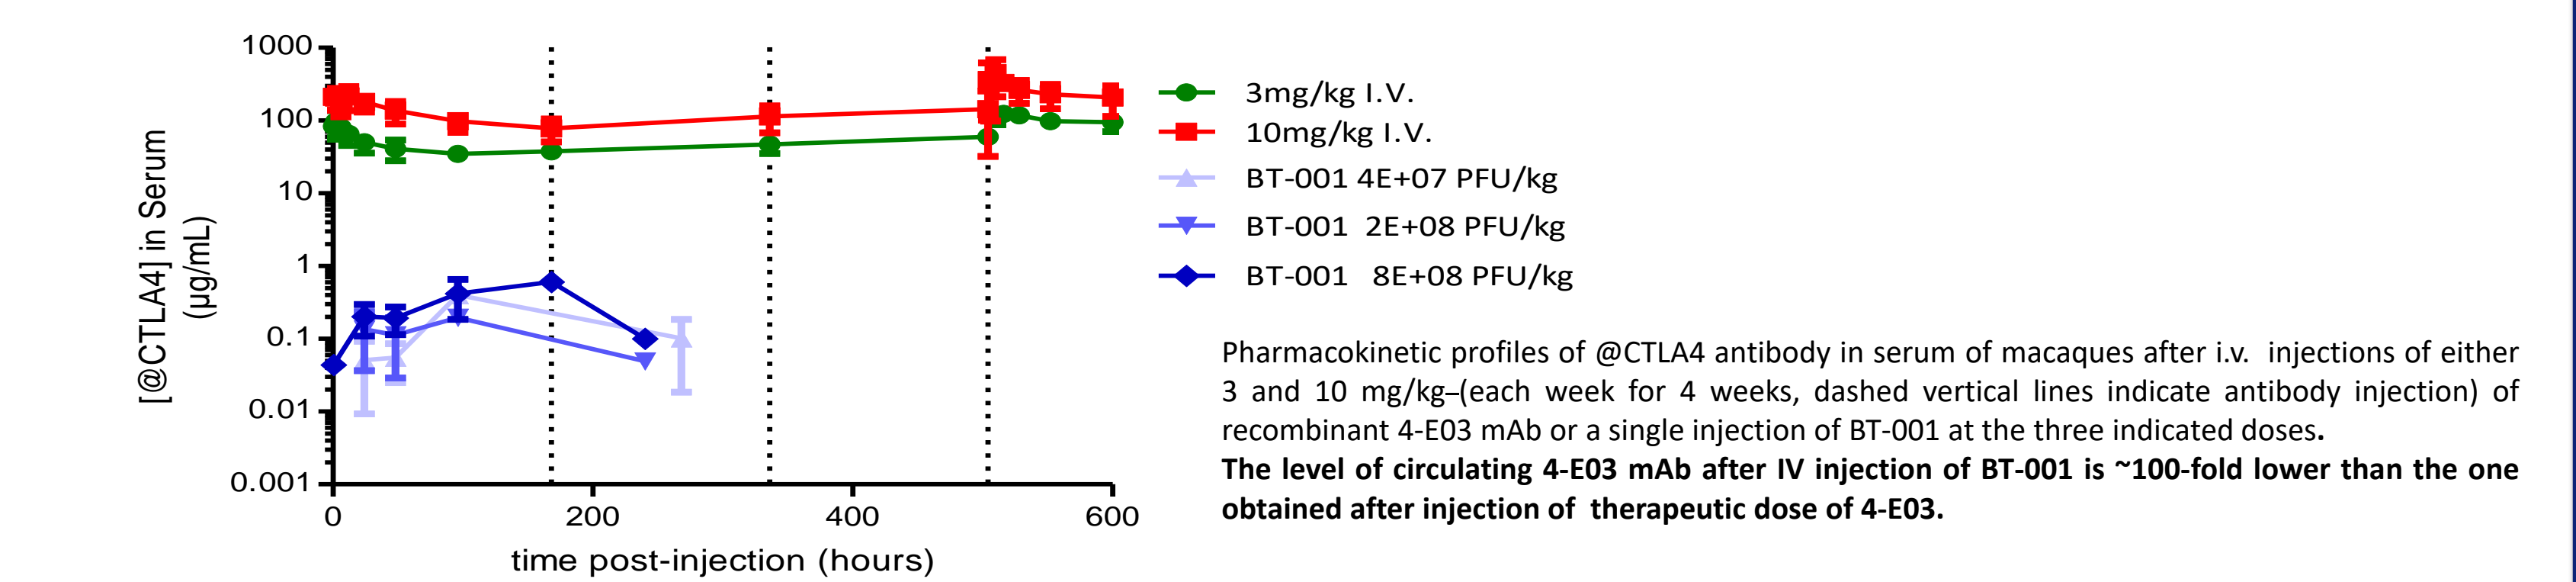 1000
100
10
1
0.1
0.01
0.001
[@CTLA4] in Serum
(µg/mL)
0
200
400
600
time post-injection (hours)
3mg/kg I.V.
10mg/kg I.V.
BT-001 4E+07 PFU/kg
BT-001 2E+08 PFU/kg
BT-001 8E+08 PFU/kg
Pharmacokinetic profiles of @CTLA4 antibody in serum of macaques after i.v. injections of either
3 and 10 mg/kg–(each week for 4 weeks, dashed vertical lines indicate antibody injection) of
recombinant 4-E03 mAb or a single injection of BT-001 at the three indicated doses.
The level of circulating 4-E03 mAb after IV injection of BT-001 is ~100-fold lower than the one
obtained after injection of therapeutic dose of 4-E03.